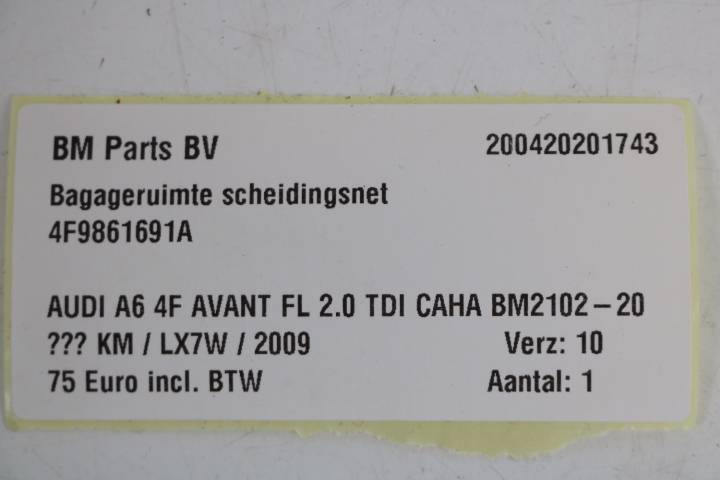 BM Parts BV 200420201743
Bagageruimte scheidingsnet
4F9861691A
AUDI A6 4F AVANT FL 2.0 TDI CAHA BM2102-20
??? KM / LX7W / 2009 Verz: 10
75 Euro incl. BTW Aantal: 1